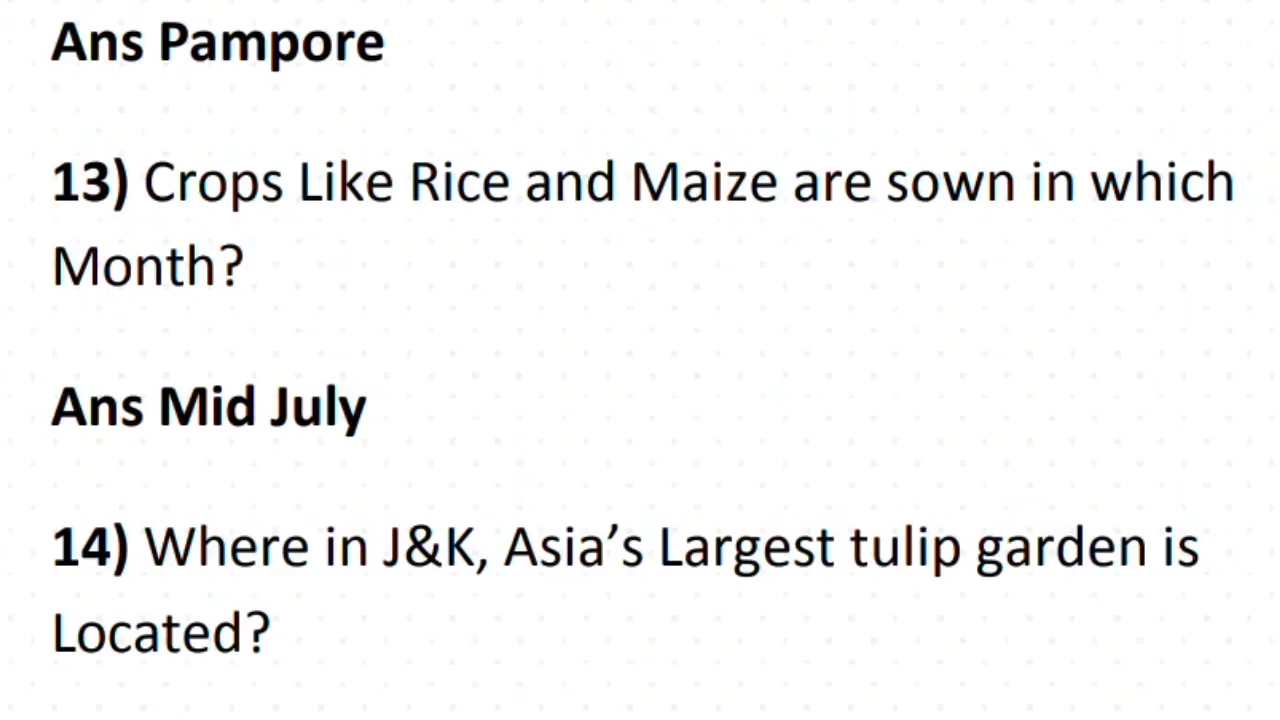 Ans Pampore
13) Crops Like Rice and Maize are sown in which
Month?
Ans Mid July
14) Where in J&K, Asia’s Largest tulip garden is
Located?